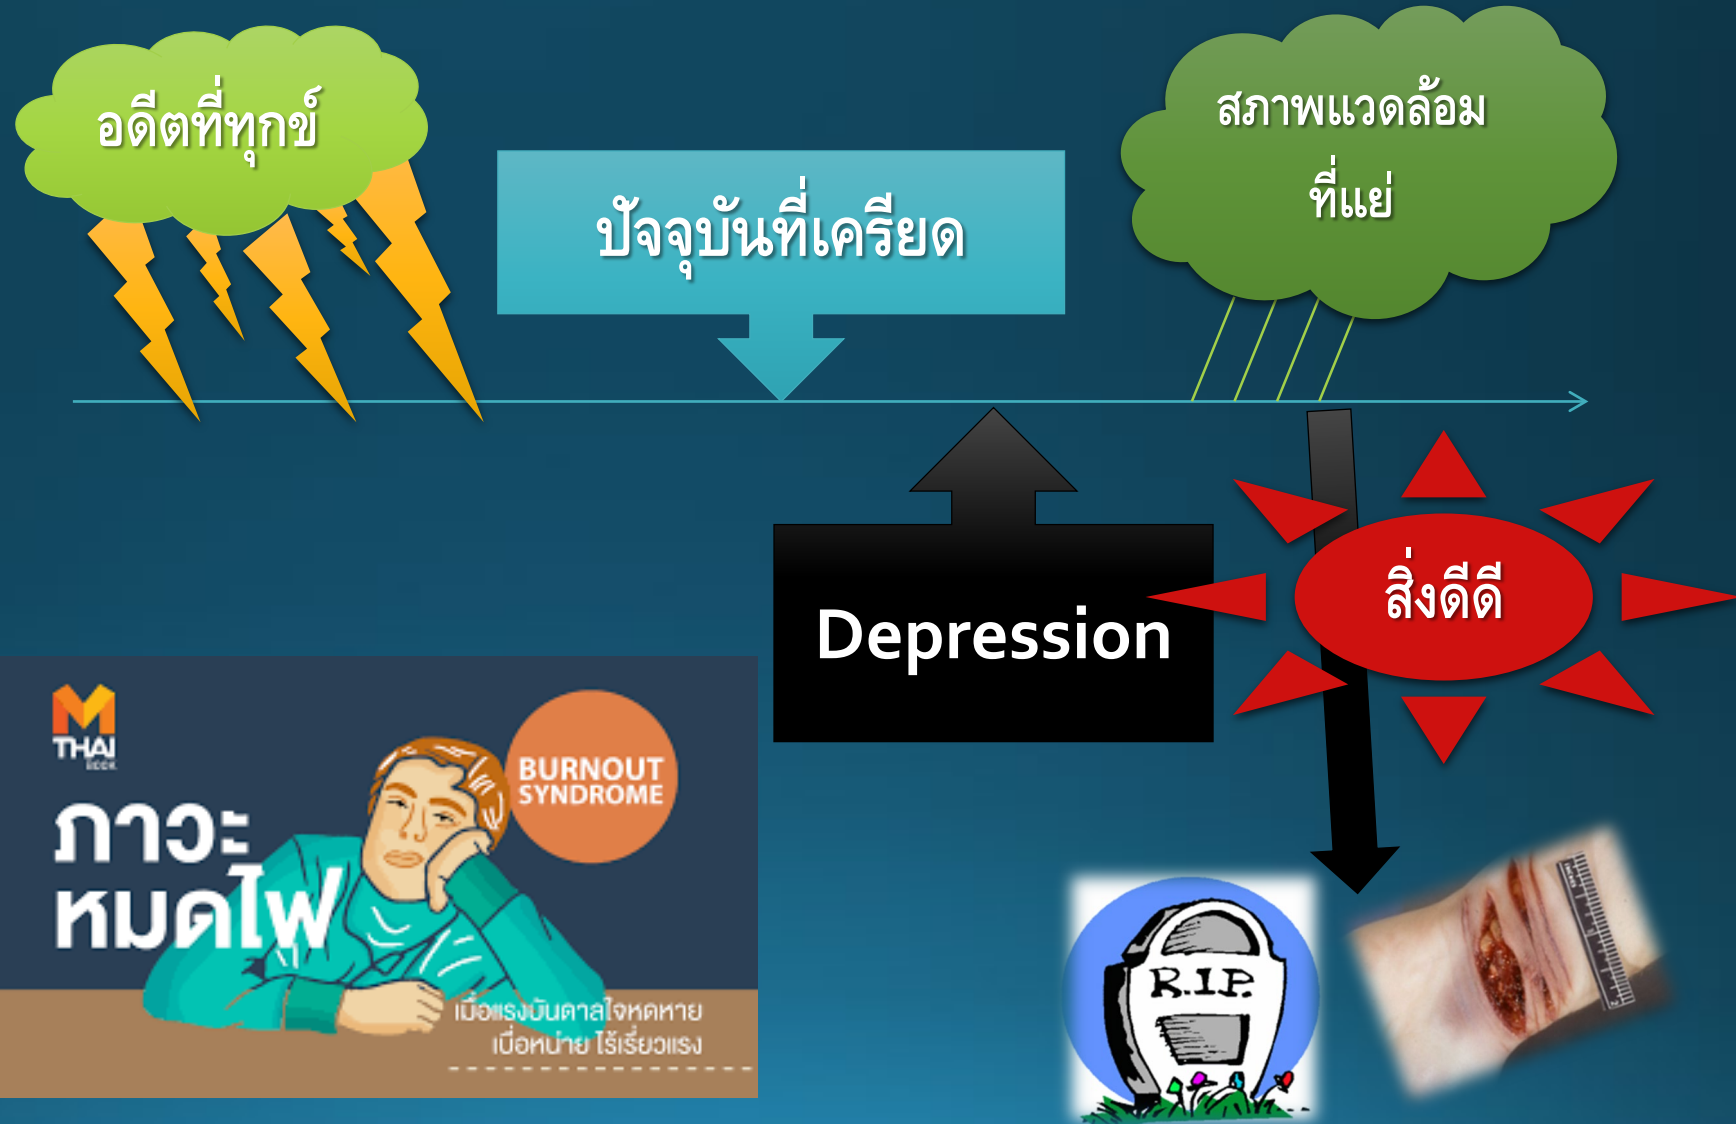 อดีตที่ทุกข์
ปัจจุบันที่เครียด
สภาพแวดล้อม
ที่แย่
Depression
สิ่งดีดี
M
THAI
BOOK
BURNOUT
SYNDROME
ภาวะ
หมดไฟ
เมื่อแรงบันดาลใจหดหาย
เบื่อหน่าย ไร้เรี่ยวแรง
R.I.P.